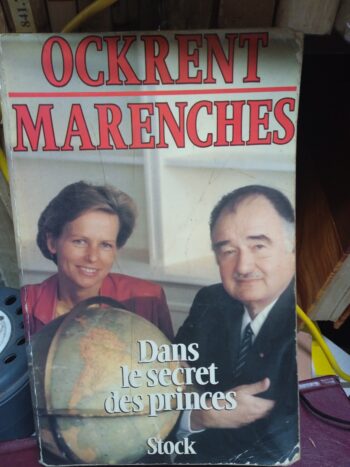 OCKRENT
MARENCHES
Dans
le secret
des princes
Stock